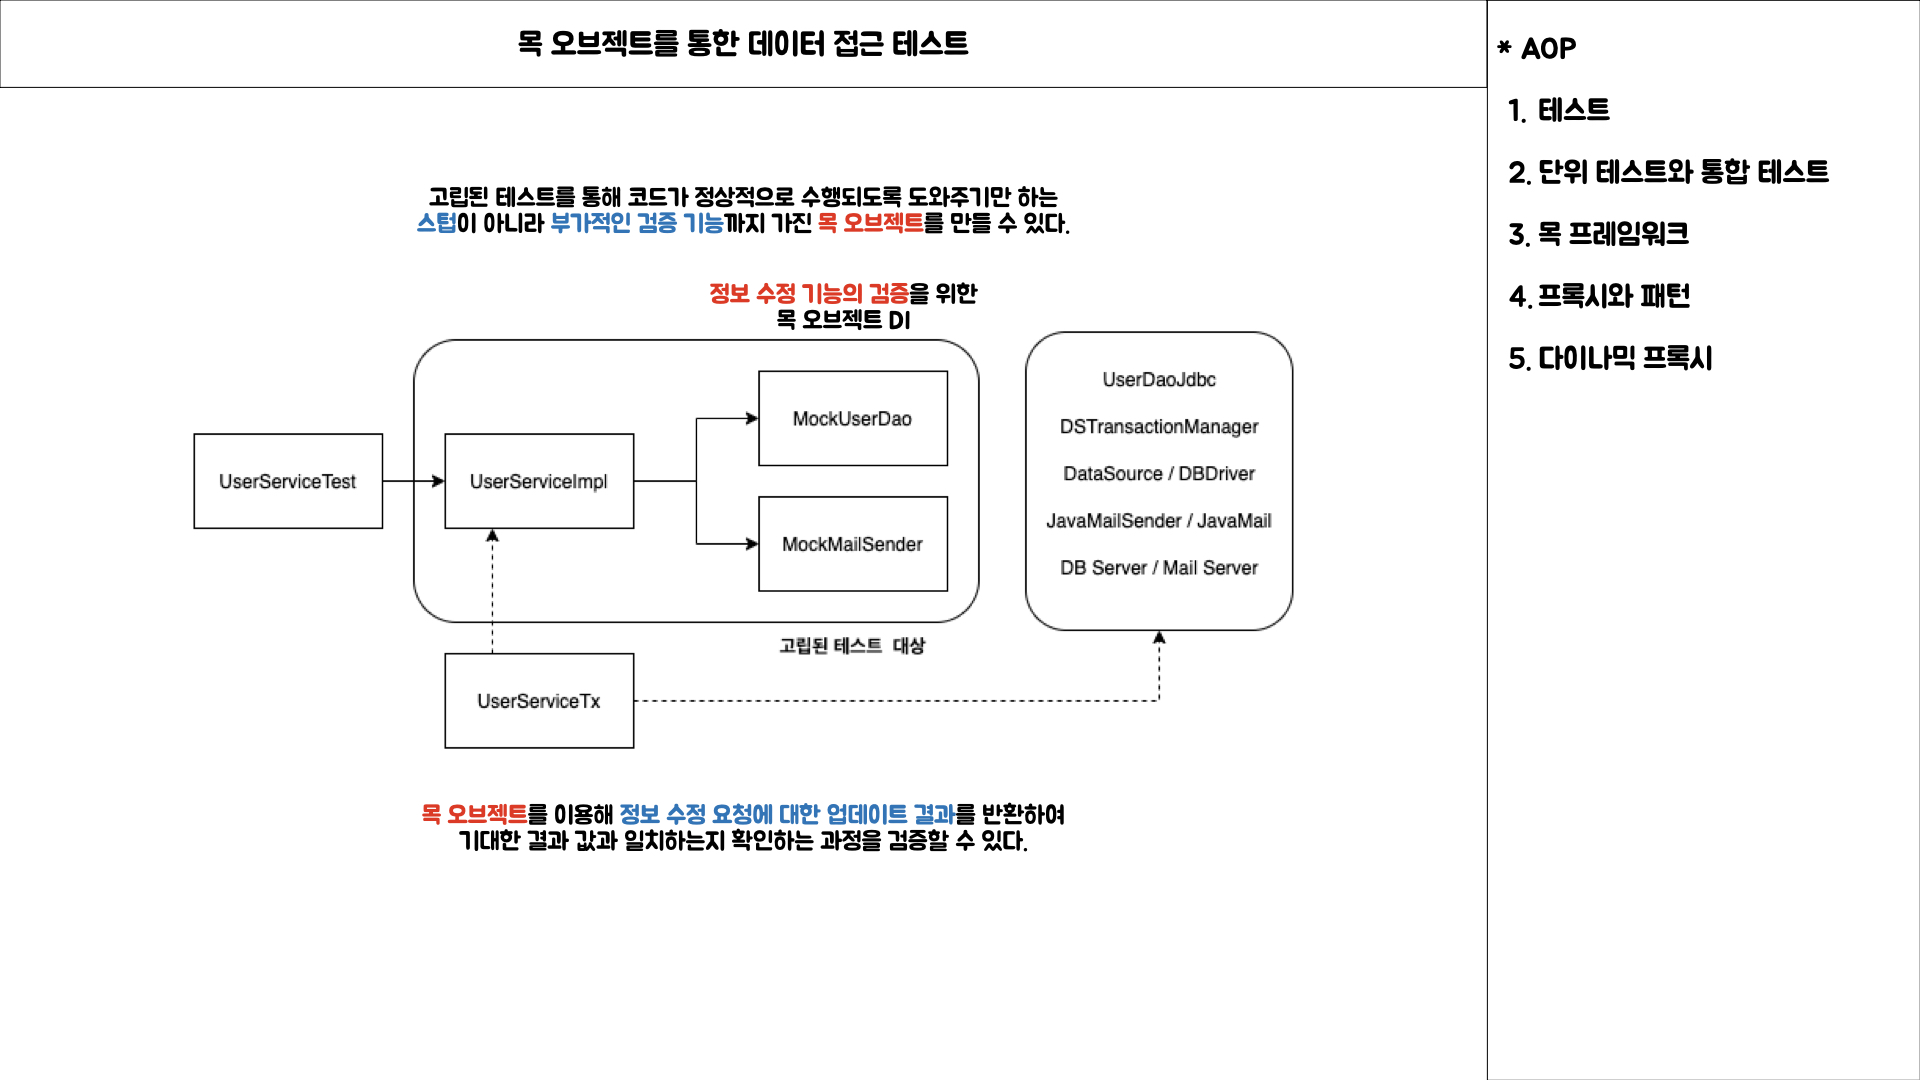 목 오브젝트를 통한 데이터 접근 테스트
고립된 테스트를 통해 코드가 정상적으로 수행되도록 도와주기만 하는
스텁이 아니라 부가적인 검증 기능까지 가진 목 오브젝트를 만들 수 있다.
정보 수정 기능의 검증을 위한
목 오브젝트 DI
UserServiceTest
UserServiceImpl
MockUserDao
MockMailSender
고립된 테스트 대상
UserServiceTx
UserDaoJdbc
DSTransactionManager
DataSource / DBDriver
JavaMailSender / JavaMail
DB Server / Mail Server
목 오브젝트를 이용해 정보 수정 요청에 대한 업데이트 결과를 반환하여
기대한 결과 값과 일치하는지 확인하는 과정을 검증할 수 있다.
* AOP
1. 테스트
2. 단위 테스트와 통합 테스트
3. 목 프레임워크
4. 프록시와 패턴
5. 다이나믹 프록시